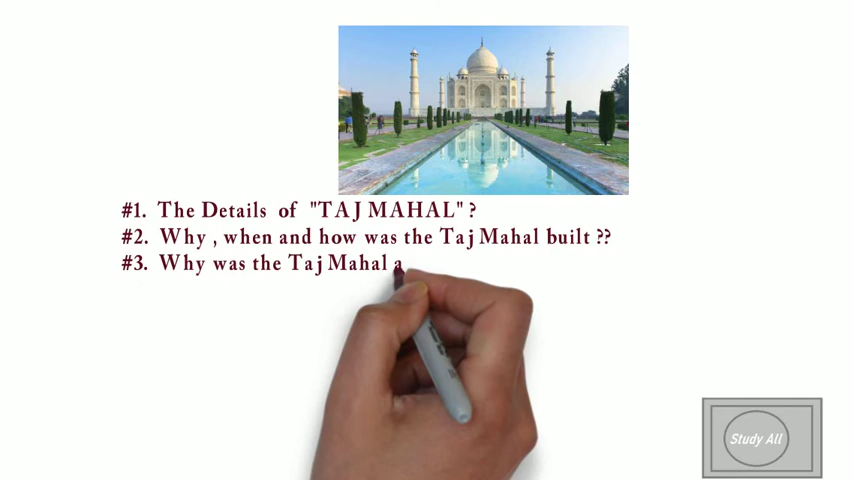 #1. The Details of "TAJ MAHAL" ?
#2. Why , when and how was the Taj Mahal built ??
#3. Why was the Taj Mahal a
Study All